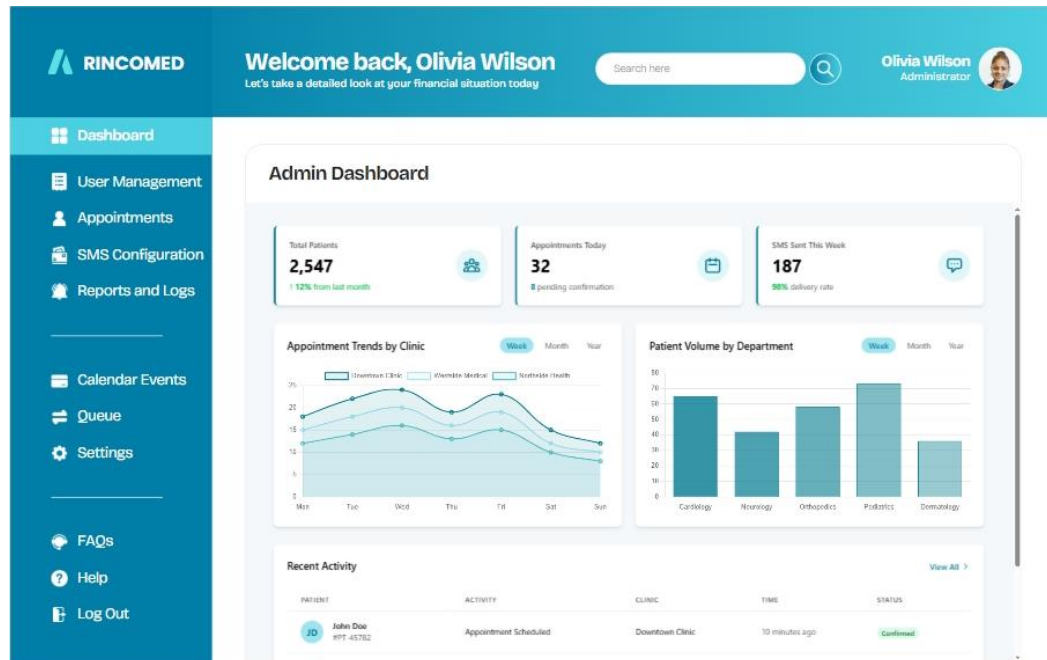 RINCOMED
Welcome back, Olivia Wilson
Let's take a detailed look at your financial situation today
Search here
Olivia Wilson
Administrator
Dashboard
User Management
Appointments
SMS Configuration
Reports and Logs
Calendar Events
Queue
Settings
FAQs
Help
Log Out
Admin Dashboard
Total Patients
2,547
↑ 12% from last month
Appointments Today
32
8 pending confirmation
SMS Sent This Week
187
98% delivery rate
Appointment Trends by Clinic
Week Month Year
Downtown Clinic Westside Medical Northside Health
25
20
15
10
5
0
Mon Tue Wed Thu Fri Sat Sun
Patient Volume by Department
Week Month Year
80
70
60
50
40
30
20
10
0
Cardiology Neurology Orthopedics Pediatrics Dermatology
Recent Activity
View All >
PATIENT ACTIVITY CLINIC TIME STATUS
JD
John Doe
#PT-45782
Appointment Scheduled
Downtown Clinic
10 minutes ago
Confirmed